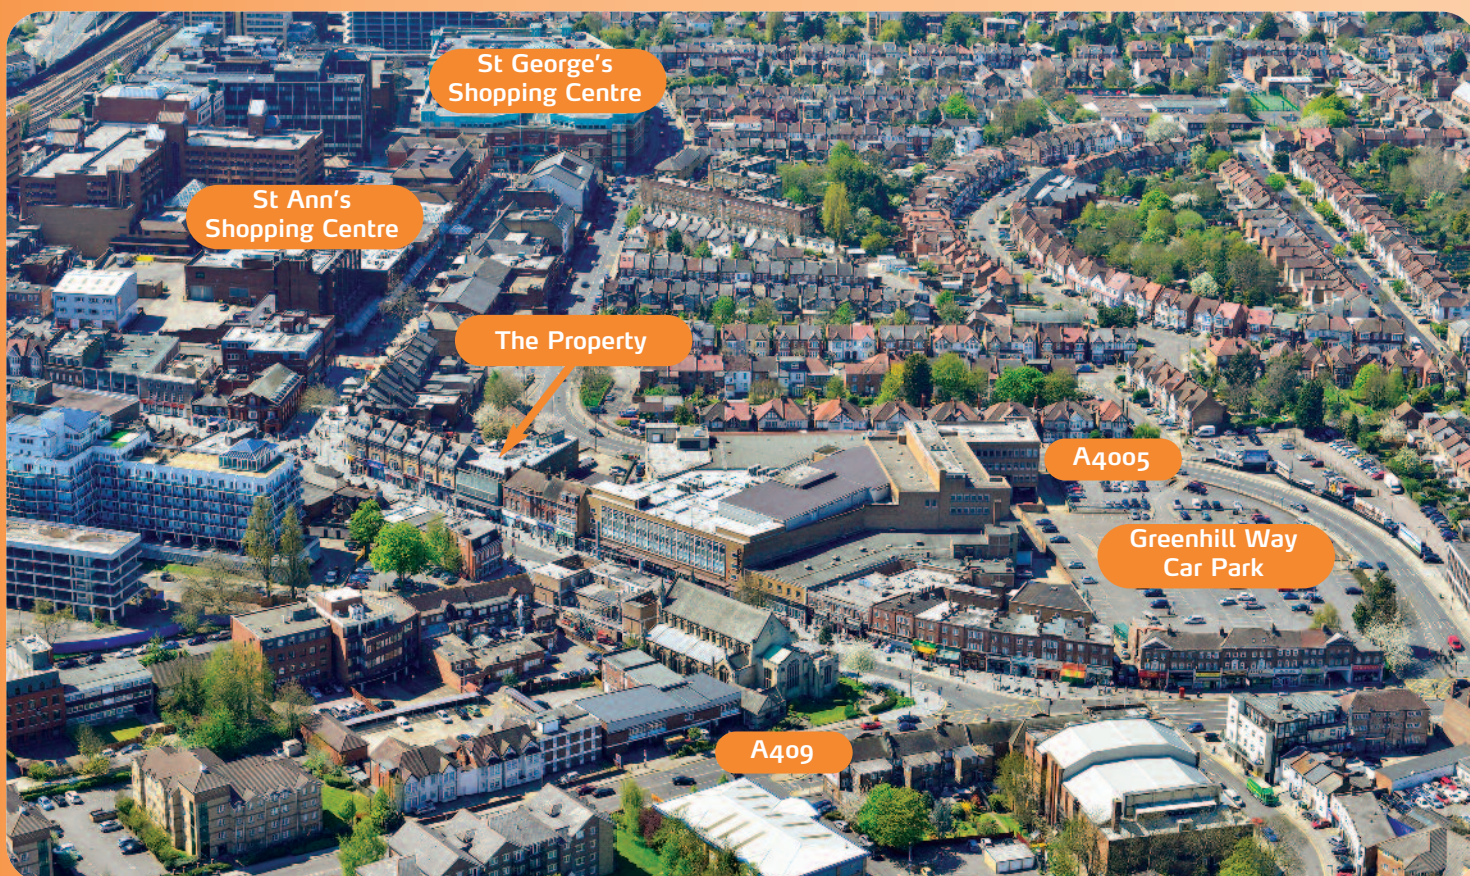 St George's
Shopping Centre
St Ann's
Shopping Centre
The Property
A4005
Greenhill Way
Car Park
A409